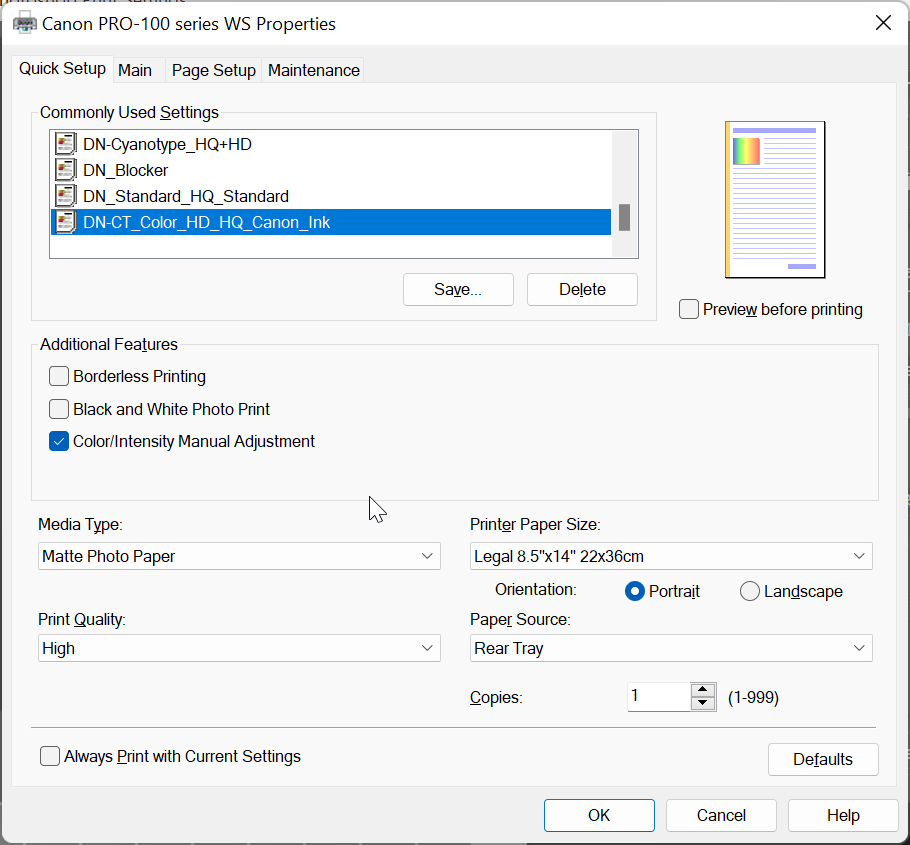 Canon PRO-100 series WS Properties
Quick Setup Main Page Setup Maintenance
Commonly Used Settings
DN-Cyanotype_HQ+HD
DN_Blocker
DN_Standard_HQ_Standard
DN-CT_Color_HD_HQ_Canon_Ink
Save... Delete
Preview before printing
Additional Features
Borderless Printing
Black and White Photo Print
Color/Intensity Manual Adjustment
Media Type:
Matte Photo Paper
Printer Paper Size:
Legal 8.5"x14" 22x36cm
Orientation: Portrait Landscape
Print Quality:
High
Paper Source:
Rear Tray
Copies: 1 (1-999)
Always Print with Current Settings
Defaults
OK Cancel Help